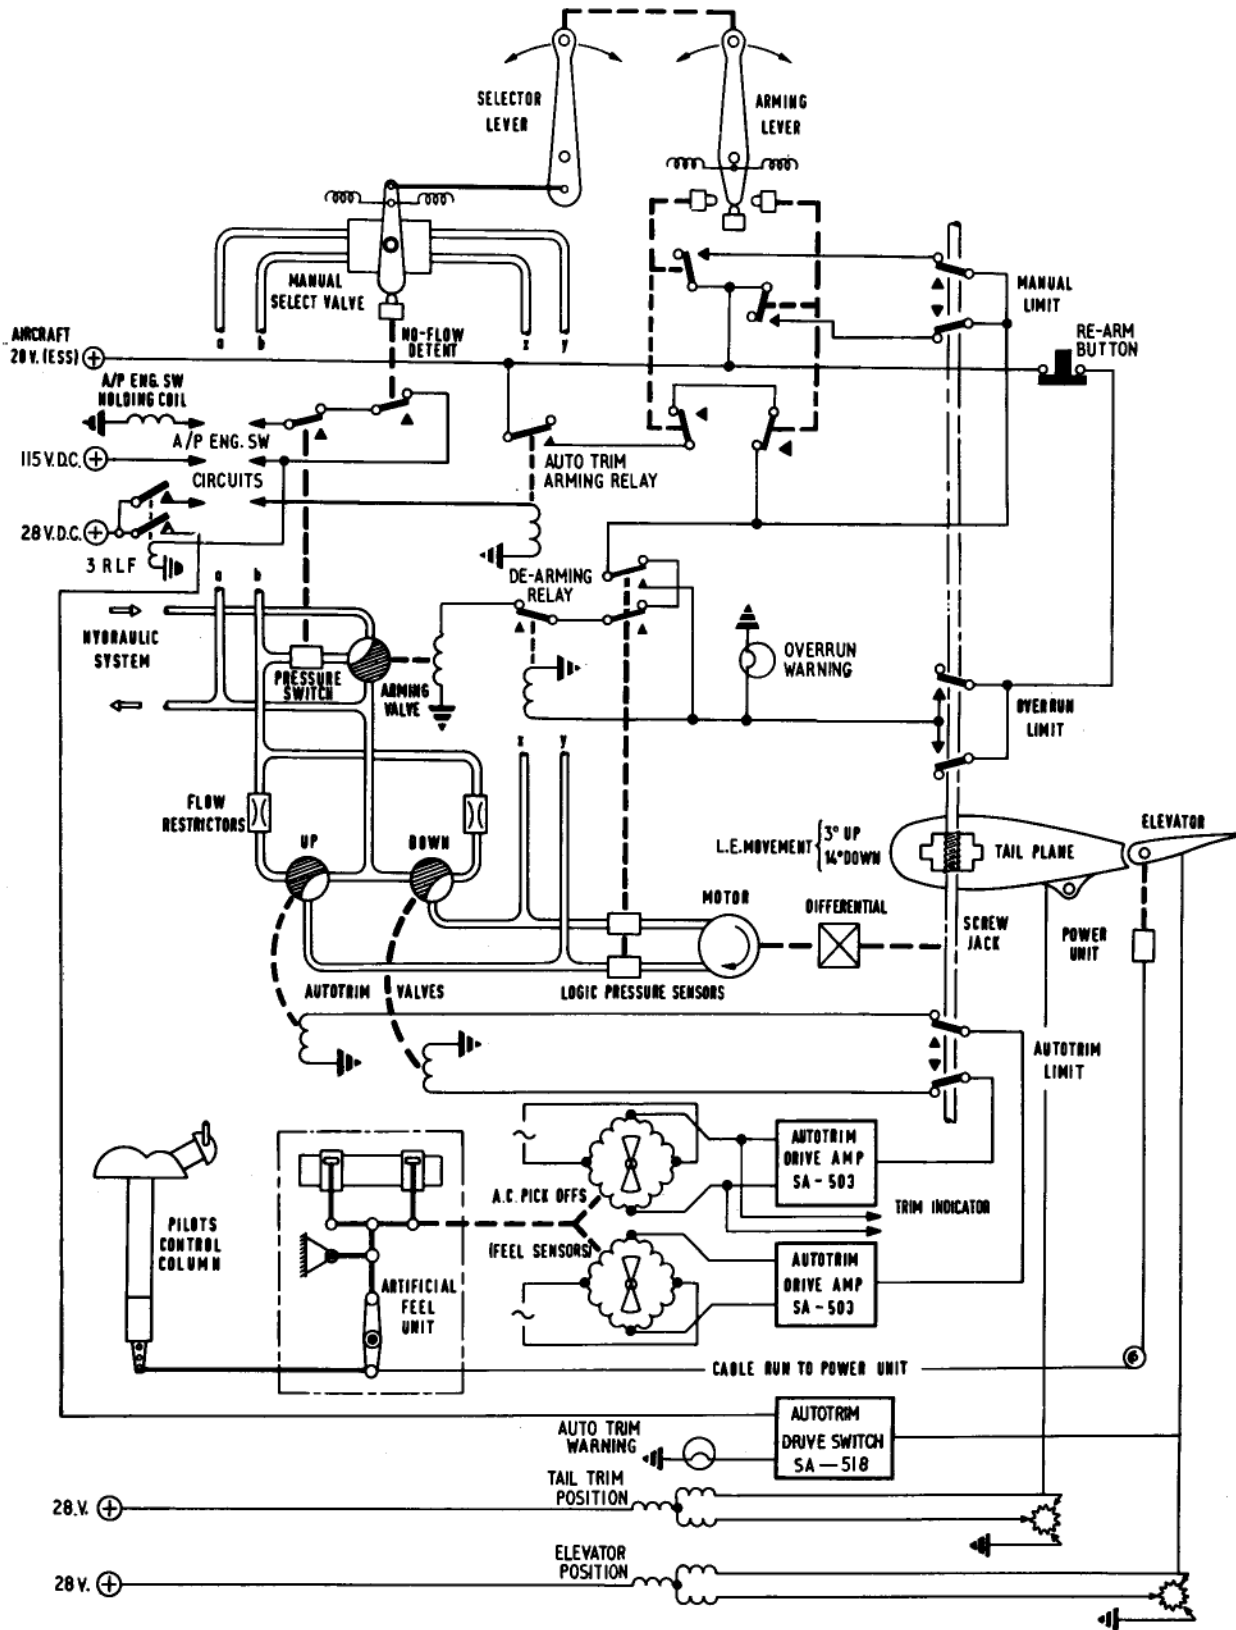 SELECTOR
LEVER
ARMING
LEVER
MANUAL
SELECT VALVE
MANUAL
LIMIT
RE-ARM
BUTTON
AIRCRAFT
28v. (ESS)
a
b
NO-FLOW
DETENT
x
y
A/P ENG. SW
HOLDING COIL
A/P ENG. SW
CIRCUITS
115 V.D.C.
AUTO TRIM
ARMING RELAY
28 V.D.C.
3 RLF
a
b
DE-ARMING
RELAY
HYDRAULIC
SYSTEM
PRESSURE
SWITCH
ARMING
VALVE
OVERRUN
WARNING
OVERRUN
LIMIT
x
y
FLOW
RESTRICTORS
UP
DOWN
L.E. MOVEMENT
3° UP
14° DOWN
TAIL PLANE
ELEVATOR
MOTOR
DIFFERENTIAL
SCREW
JACK
POWER
UNIT
AUTOTRIM VALVES
LOGIC PRESSURE SENSORS
AUTOTRIM
LIMIT
AUTOTRIM
DRIVE AMP
SA-503
A.C. PICK OFFS
TRIM INDICATOR
PILOTS
CONTROL
COLUMN
(FEEL SENSORS)
AUTOTRIM
DRIVE AMP
SA-503
ARTIFICIAL
FEEL
UNIT
CABLE RUN TO POWER UNIT
AUTO TRIM
WARNING
AUTOTRIM
DRIVE SWITCH
SA-518
TAIL TRIM
POSITION
28.V.
ELEVATOR
POSITION
28V.